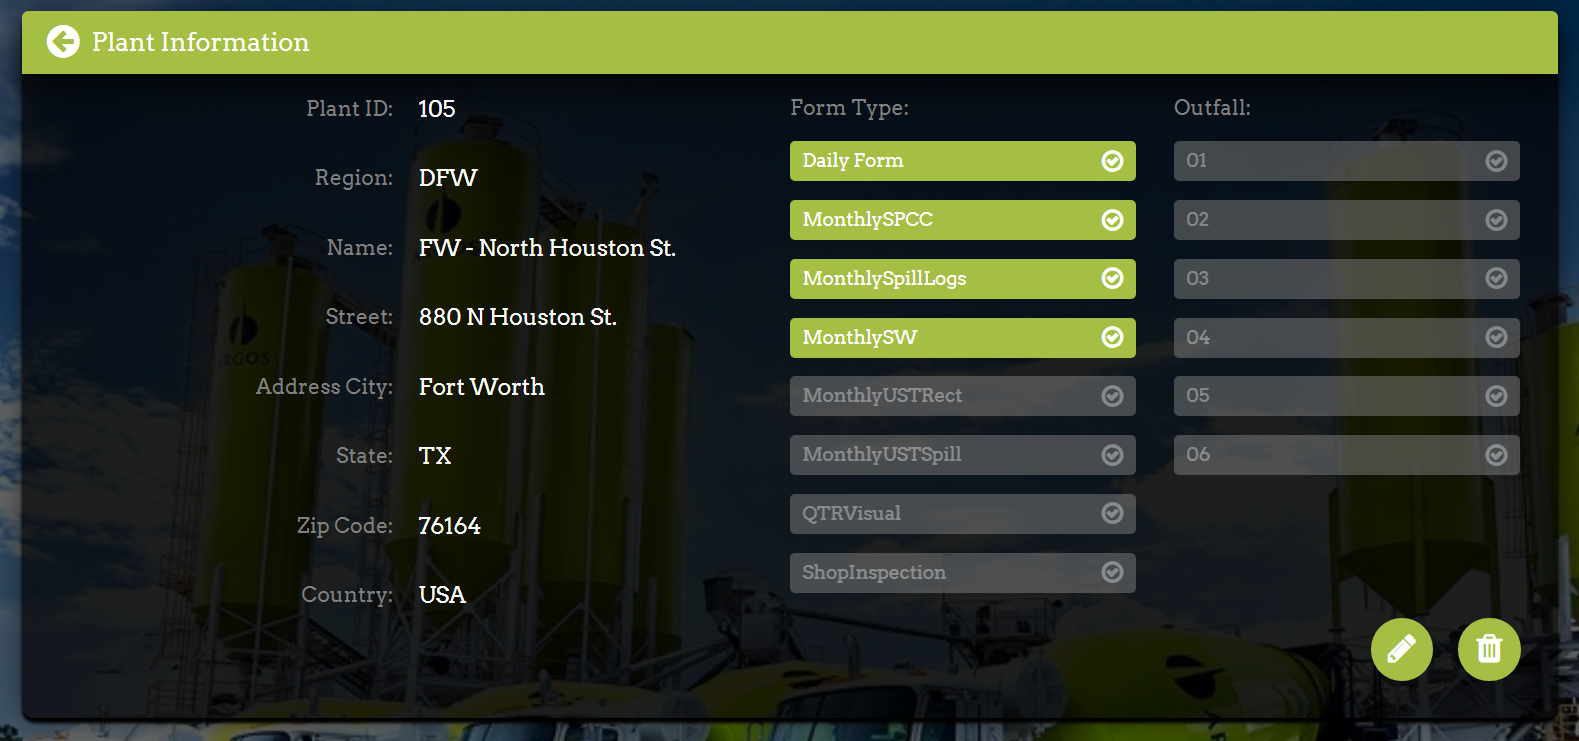 Plant Information
Plant ID: 105
Region: DFW
Name: FW - North Houston St.
Street: 880 N Houston St.
Address City: Fort Worth
State: TX
Zip Code: 76164
Country: USA
Form Type:
Daily Form
MonthlySPCC
MonthlySpillLogs
MonthlySW
MonthlyUSTRect
MonthlyUSTSpill
QTRVisual
ShopInspection
Outfall:
01
02
03
04
05
06